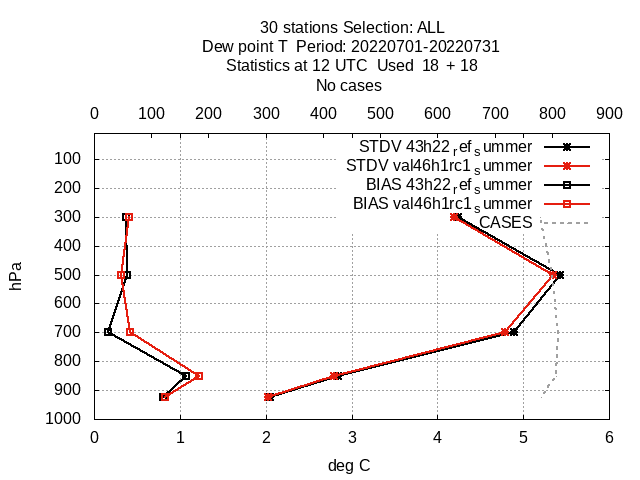 30 stations Selection: ALL
Dew point T  Period: 20220701-20220731
Statistics at 12 UTC  Used  18  + 18
No cases
0 100 200 300 400 500 600 700 800 900
STDV 43h22_ref_summer
STDV val46h1rc1_summer
BIAS 43h22_ref_summer
BIAS val46h1rc1_summer
CASES
100
200
300
400
500
600
700
800
900
1000
hPa
0 1 2 3 4 5 6
deg C